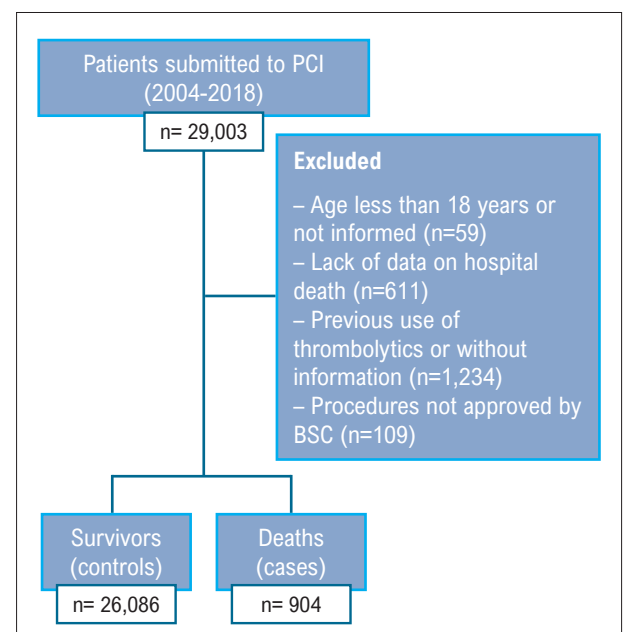 Patients submitted to PCI
(2004-2018)
n= 29,003
Excluded
– Age less than 18 years or
not informed (n=59)
– Lack of data on hospital
death (n=611)
– Previous use of
thrombolytics or without
information (n=1,234)
– Procedures not approved by
BSC (n=109)
Survivors
(controls)
n= 26,086
Deaths
(cases)
n= 904